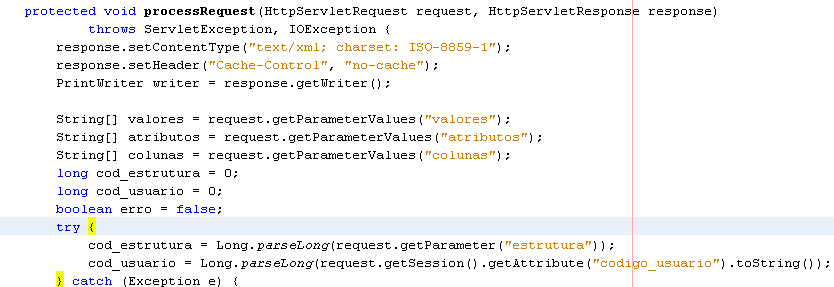 protected void processRequest(HttpServletRequest request, HttpServletResponse response)
throws ServletException, IOException {
response.setContentType("text/xml; charset: ISO-8859-1");
response.setHeader("Cache-Control", "no-cache");
PrintWriter writer = response.getWriter();
String[] valores = request.getParameterValues("valores");
String[] atributos = request.getParameterValues("atributos");
String[] colunas = request.getParameterValues("colunas");
long cod_estrutura = 0;
long cod_usuario = 0;
boolean erro = false;
try {
cod_estrutura = Long.parseLong(request.getParameter("estrutura"));
cod_usuario = Long.parseLong(request.getSession().getAttribute("codigo_usuario").toString());
} catch (Exception e) {